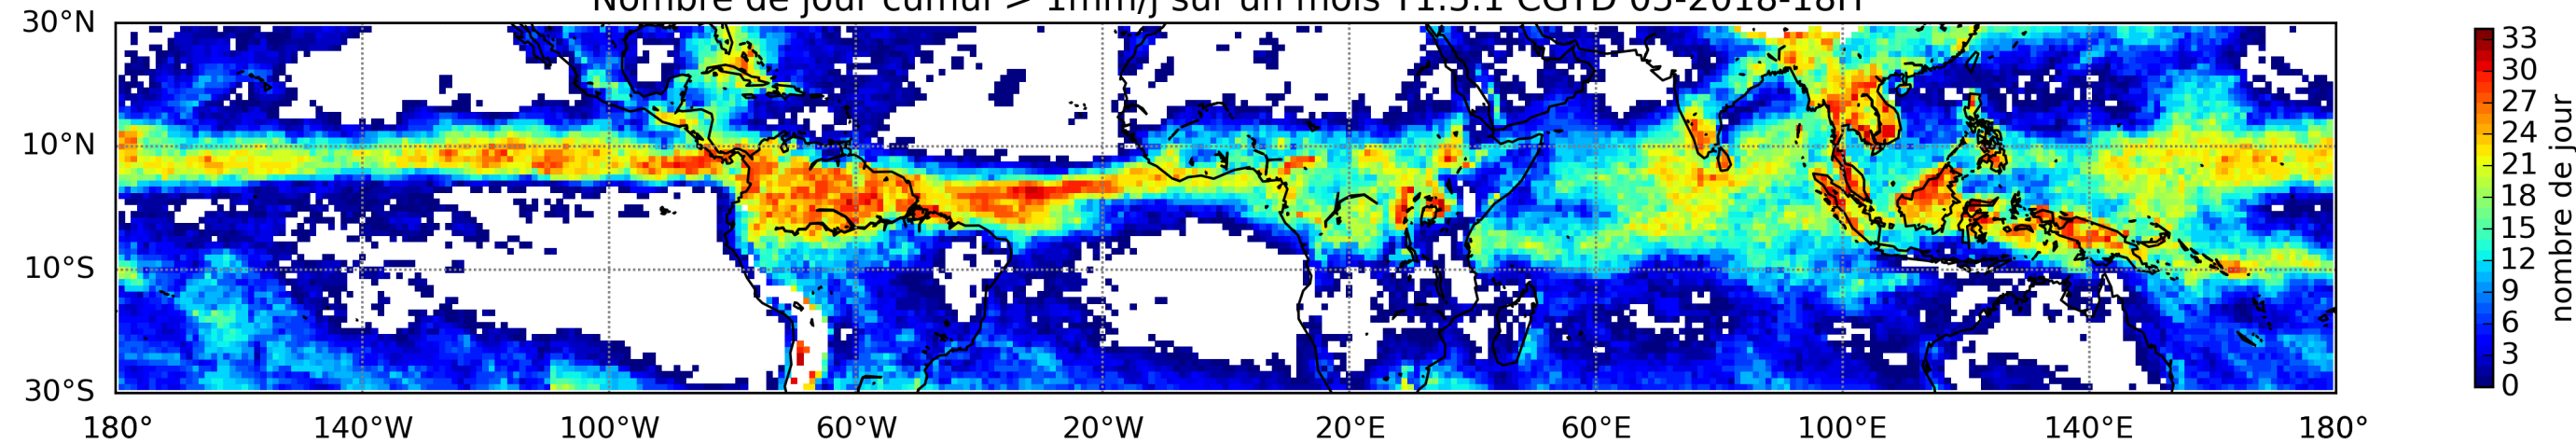 Nombre de jour cumul > 1mm/j sur un mois T1.5.1 CGTD 05-2018-18H
30°N
10°N
10°S
30°S
180° 140°W 100°W 60°W 20°W 20°E 60°E 100°E 140°E 180°
33
30
27
24
21
18
15
12
9
6
3
0
nombre de jour